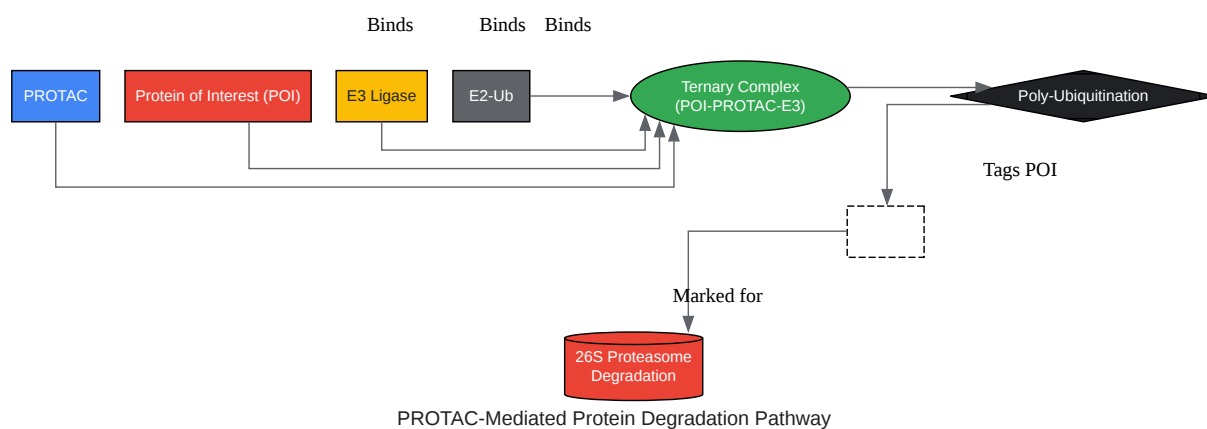 Binds Binds Binds
PROTAC
Protein of Interest (POI)
E3 Ligase
E2-Ub
Ternary Complex
(POI-PROTAC-E3)
Poly-Ubiquitination
Tags POI
Marked for
26S Proteasome
Degradation
PROTAC-Mediated Protein Degradation Pathway